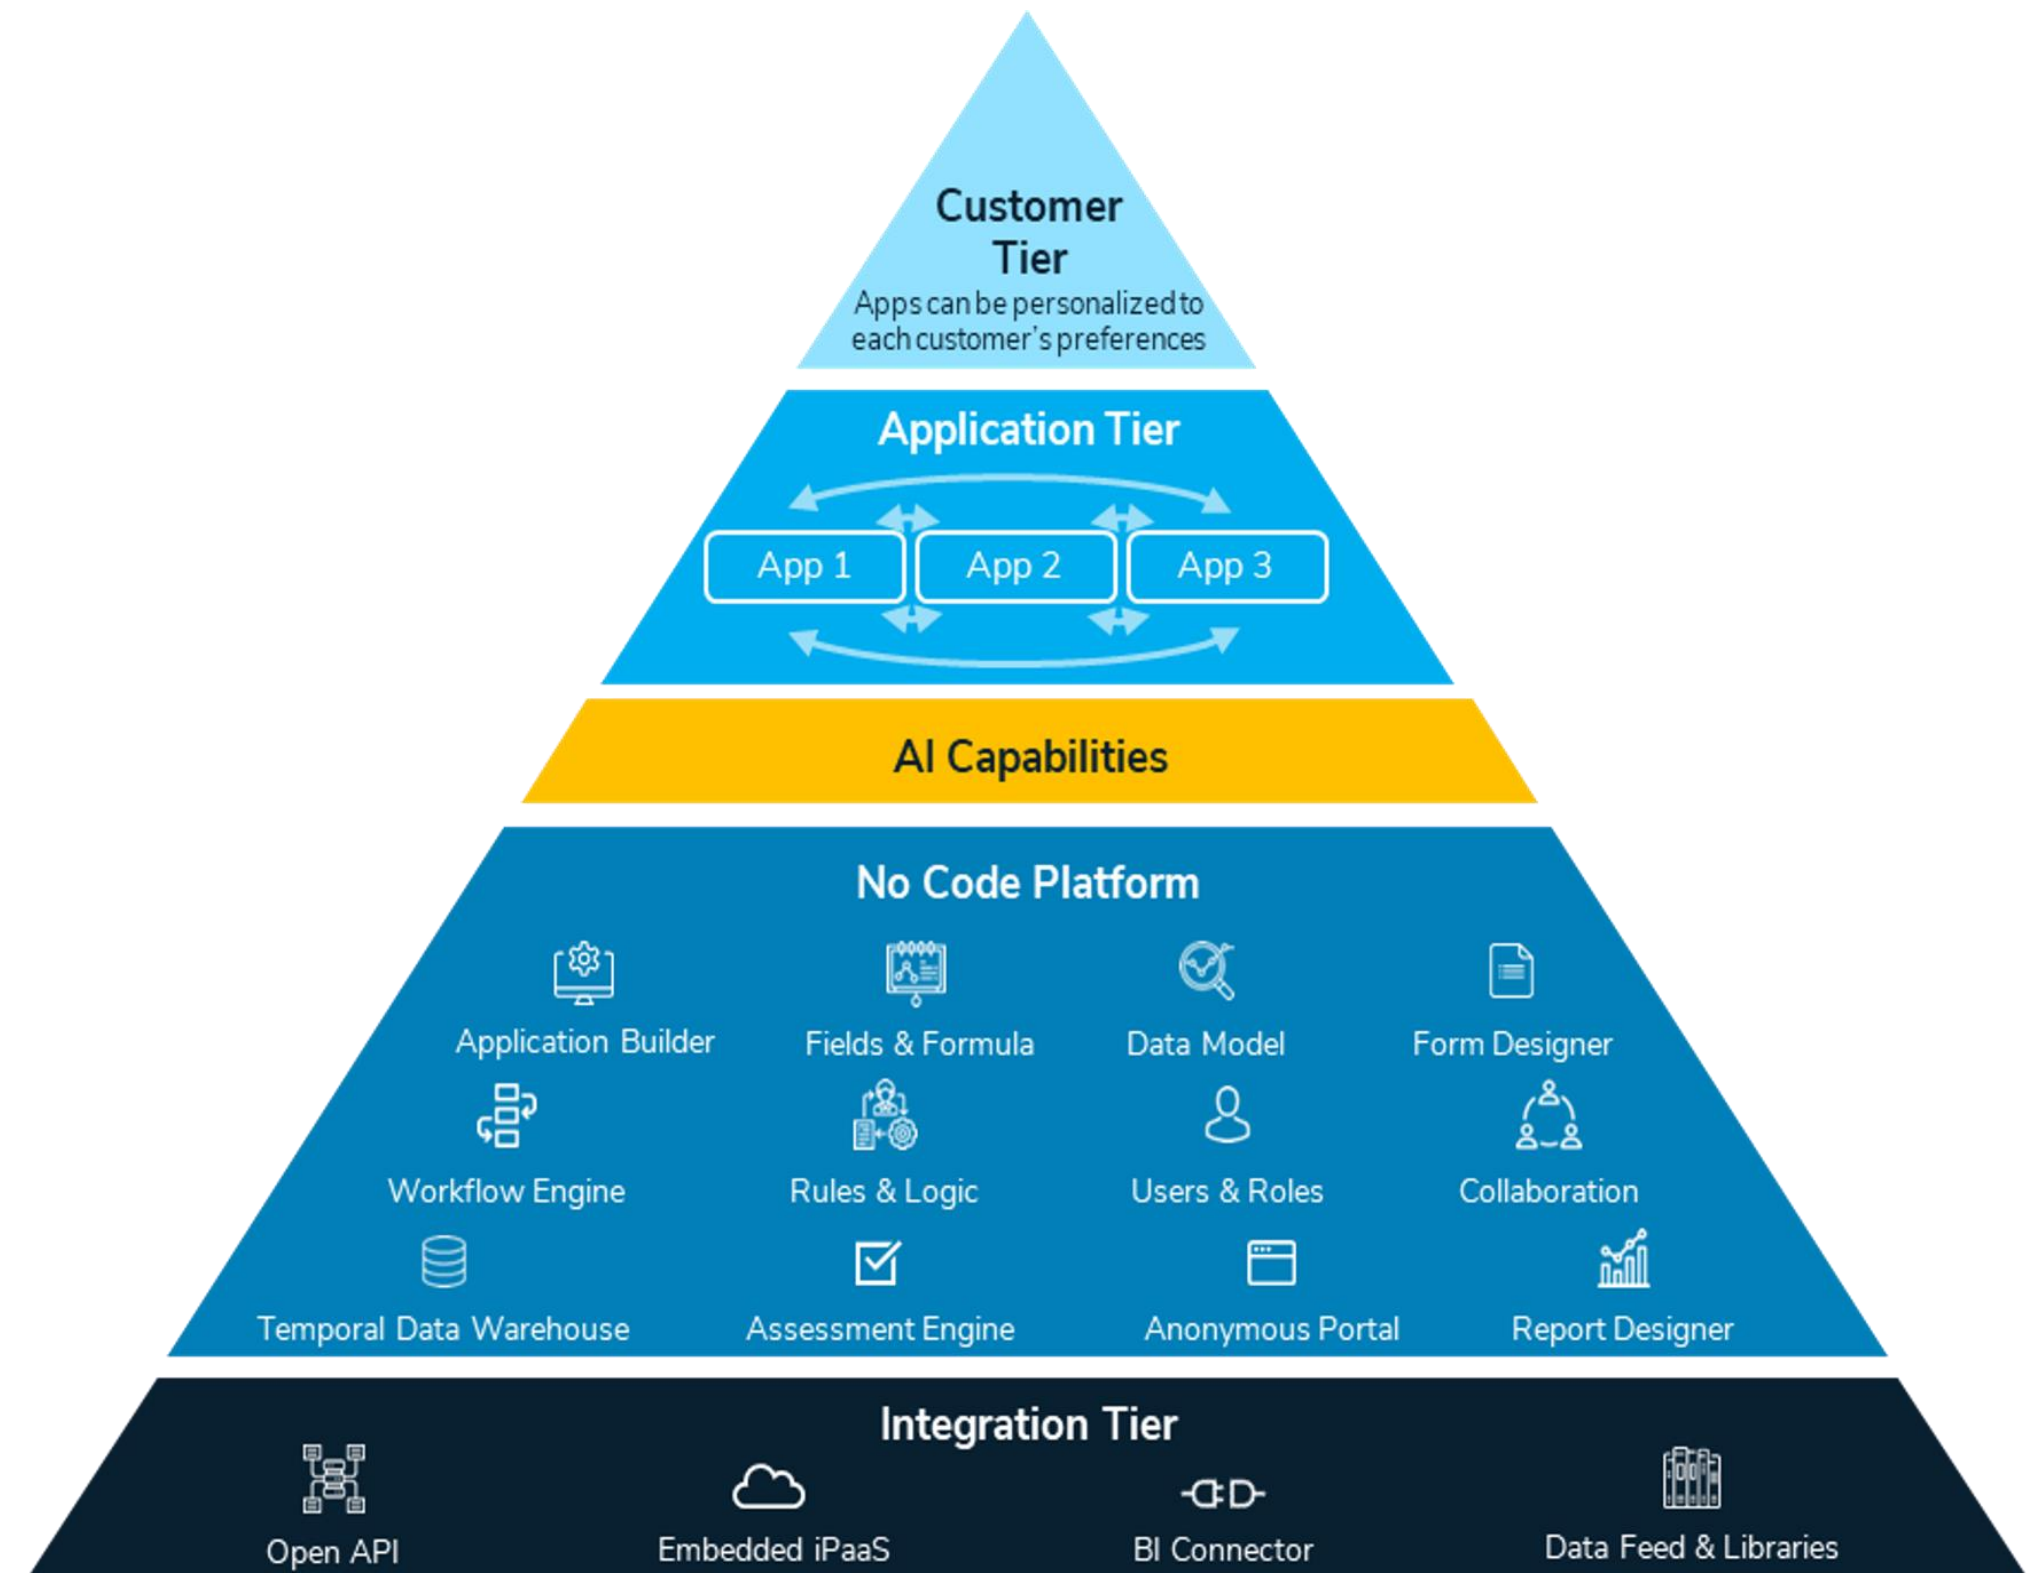 Customer
Tier
Apps can be personalized to
each customer's preferences
Application Tier
App 1 App 2 App 3
AI Capabilities
No Code Platform
Application Builder Fields & Formula Data Model Form Designer
Workflow Engine Rules & Logic Users & Roles Collaboration
Temporal Data Warehouse Assessment Engine Anonymous Portal Report Designer
Integration Tier
Open API Embedded iPaaS BI Connector Data Feed & Libraries